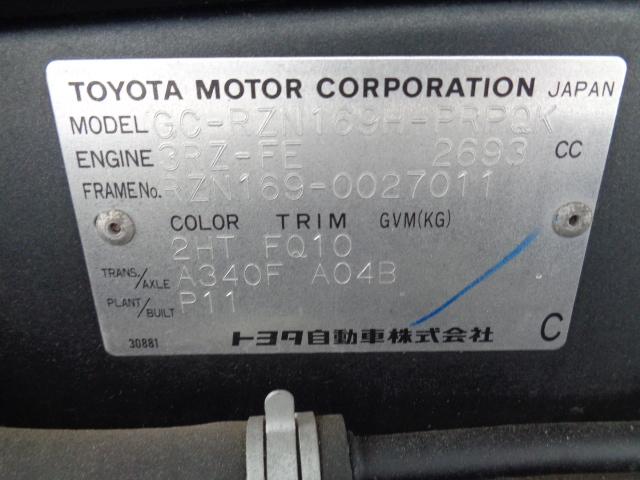 TOYOTA MOTOR CORPORATION JAPAN
MODEL GC-RZN169H-PRPQK
ENGINE 3RZ-FE 2693 CC
FRAME No. RZN169-0027011
COLOR TRIM GVM(KG)
2HT FQ10
TRANS./AXLE A340F A04B
PLANT/BUILT P11
30881 トヨタ自動車株式会社 C